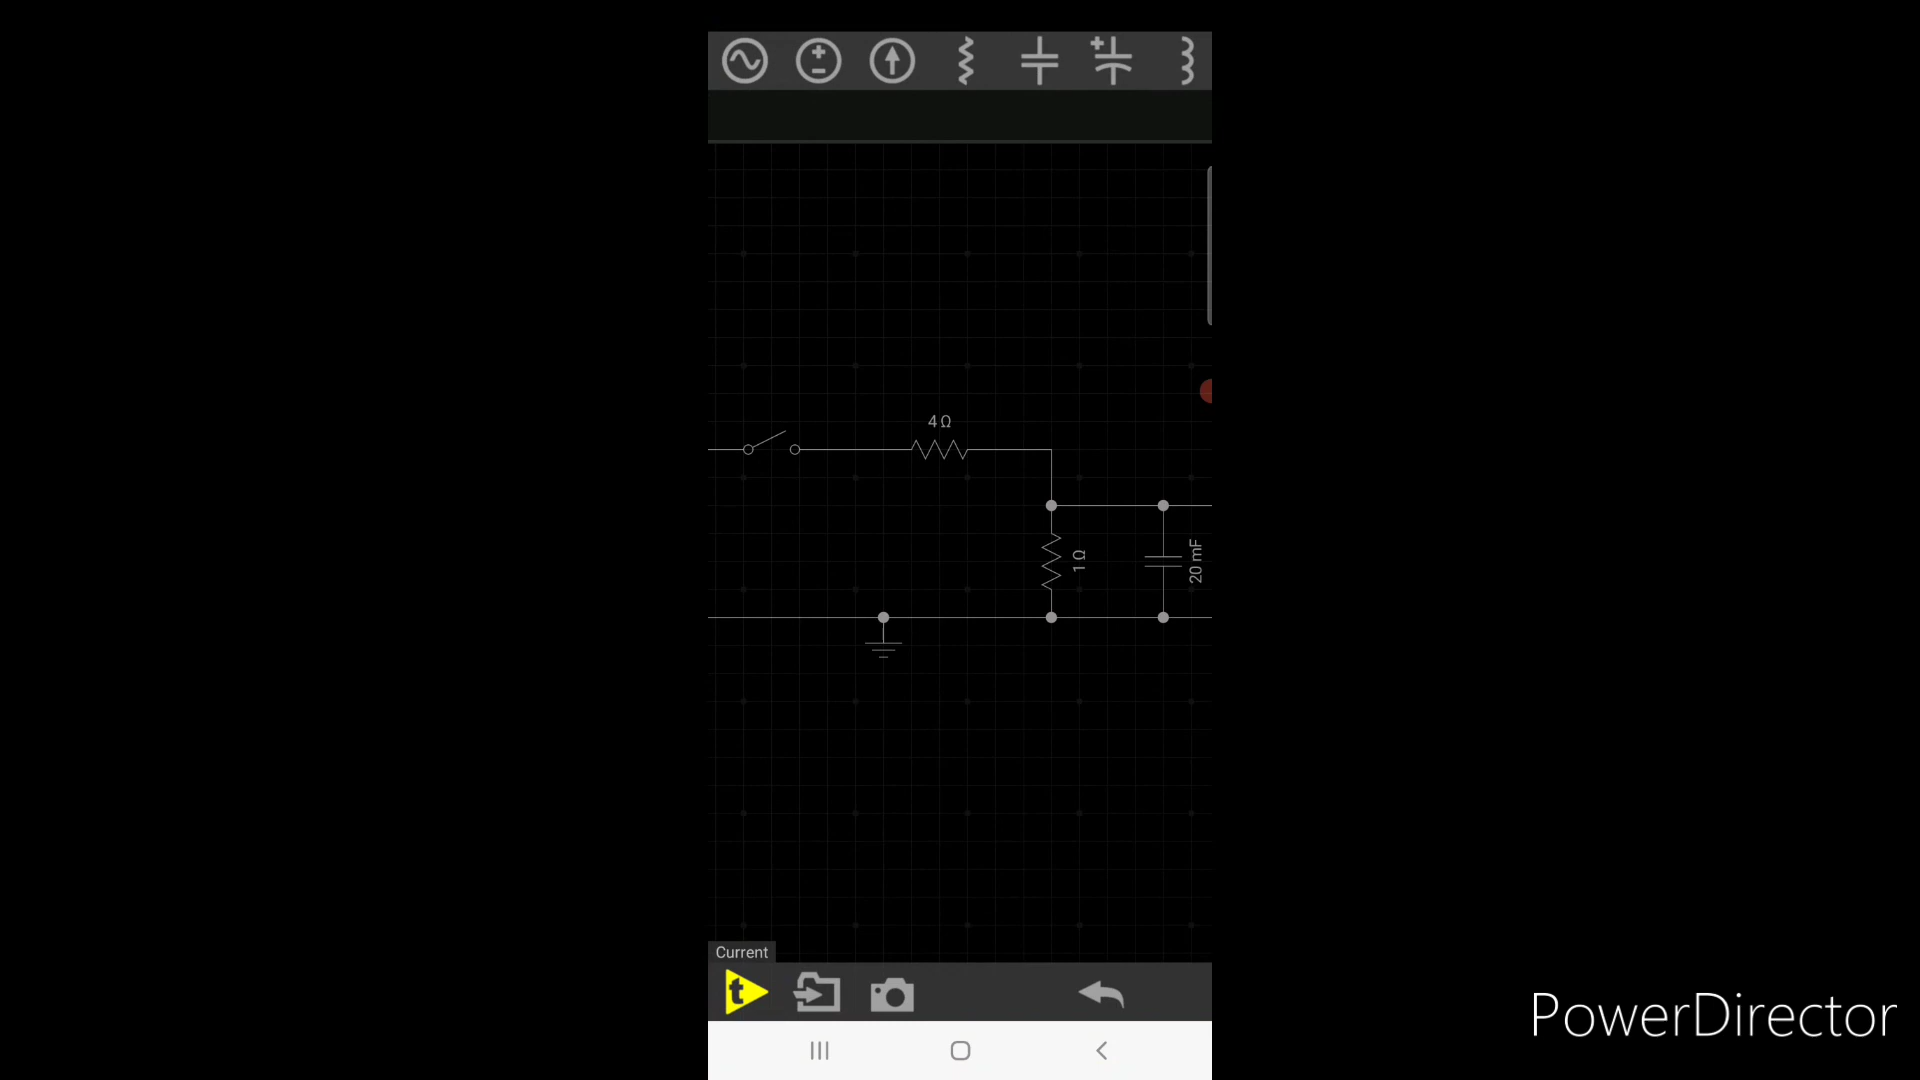 4 Ω
1 Ω
20 mF
Current
t
PowerDirector